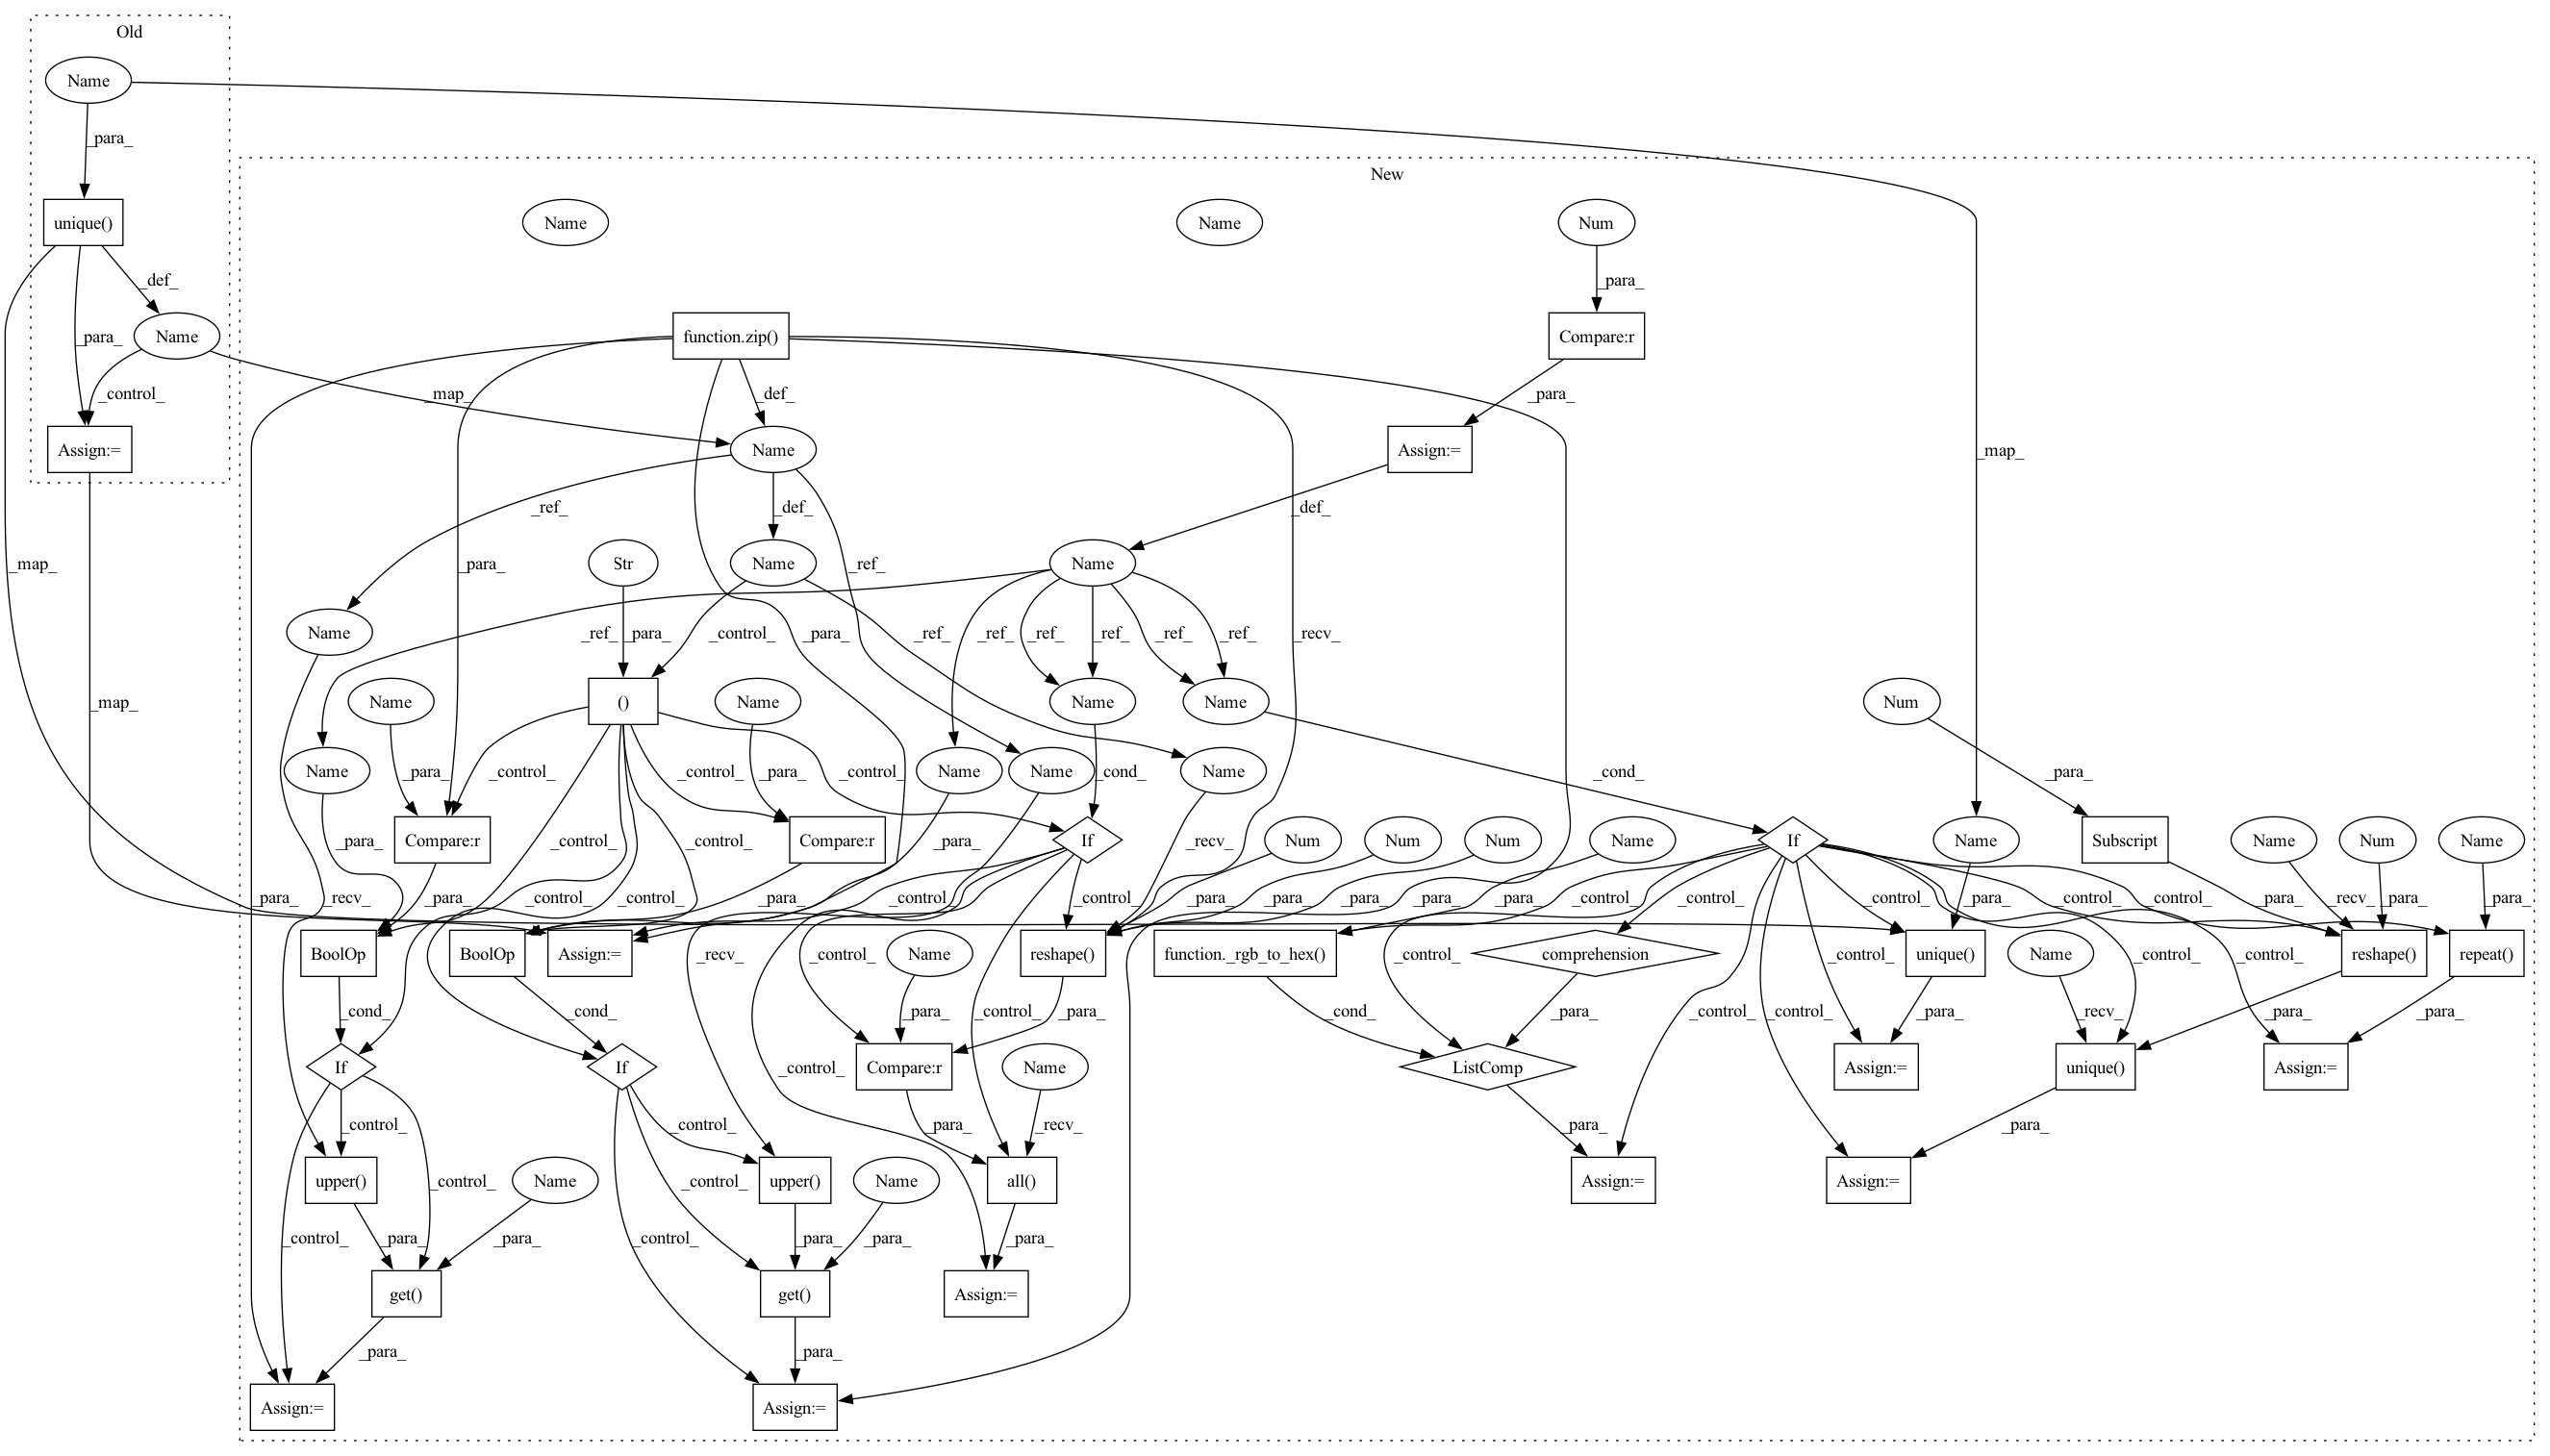 Old
Name
_para_
New
unique()
Name
Name
Num
_def_
_para_
function.zip()
Name
Compare:r
_para_
_control_
_map_
_def_
_para_
Assign:=
Name
Assign:=
_map_
_ref_
_def_
_def_
_map_
_para_
Str
Name
_ref_
Name
Name
_ref_
_para_
_control_
_para_
_ref_
_ref_
_ref_
_ref_
_ref_
_ref_
_recv_
_map_
Name
()
Name
Name
Name
Num
Name
_para_
_control_
_control_
_para_
_control_
Name
Name
_cond_
Name
_cond_
_para_
_para_
Compare:r
_control_
_control_
Compare:r
_para_
If
_recv_
Num
Num
Num
Name
If
Name
Subscript
Name
Num
Name
_para_
_recv_
_para_
_control_
_control_
_para_
_control_
_control_
_para_
_para_
_para_
_para_
_control_
_control_
_control_
_para_
_control_
_control_
_para_
_recv_
_para_
_para_
BoolOp
BoolOp
Assign:=
_recv_
_control_
Name
reshape()
function._rgb_to_hex()
_control_
comprehension
_control_
unique()
Name
_control_
_control_
reshape()
repeat()
_cond_
_cond_
_control_
_para_
_control_
_para_
_cond_
_para_
_control_
_control_
_para_
_recv_
_para_
_para_
If
If
Compare:r
Name
ListComp
Assign:=
unique()
Assign:=
_control_
_control_
_para_
_recv_
_para_
_para_
upper()
_control_
Name
_control_
upper()
Name
all()
Assign:=
Assign:=
_control_
_para_
_para_
_control_
_para_
_para_
_para_
get()
get()
Assign:=
_para_
_para_
Assign:=
Assign:=